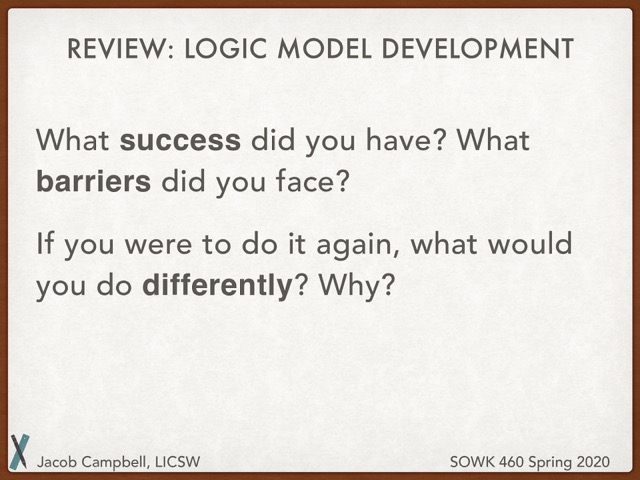 REVIEW: LOGIC MODEL DEVELOPMENT
What success did you have? What
barriers did you face?
If you were to do it again, what would
you do differently? Why?
Jacob Campbell, LICSW
SOWK 460 Spring 2020